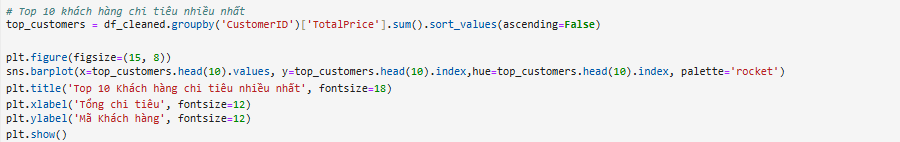 # Top 10 khách hàng chi tiêu nhiều nhất
top_customers = df_cleaned.groupby('CustomerID')['TotalPrice'].sum().sort_values(ascending=False)
plt.figure(figsize=(15, 8))
sns.barplot(x=top_customers.head(10).values, y=top_customers.head(10).index,hue=top_customers.head(10).index, palette='rocket')
plt.title('Top 10 Khách hàng chi tiêu nhiều nhất', fontsize=18)
plt.xlabel('Tổng chi tiêu', fontsize=12)
plt.ylabel('Mã Khách hàng', fontsize=12)
plt.show()